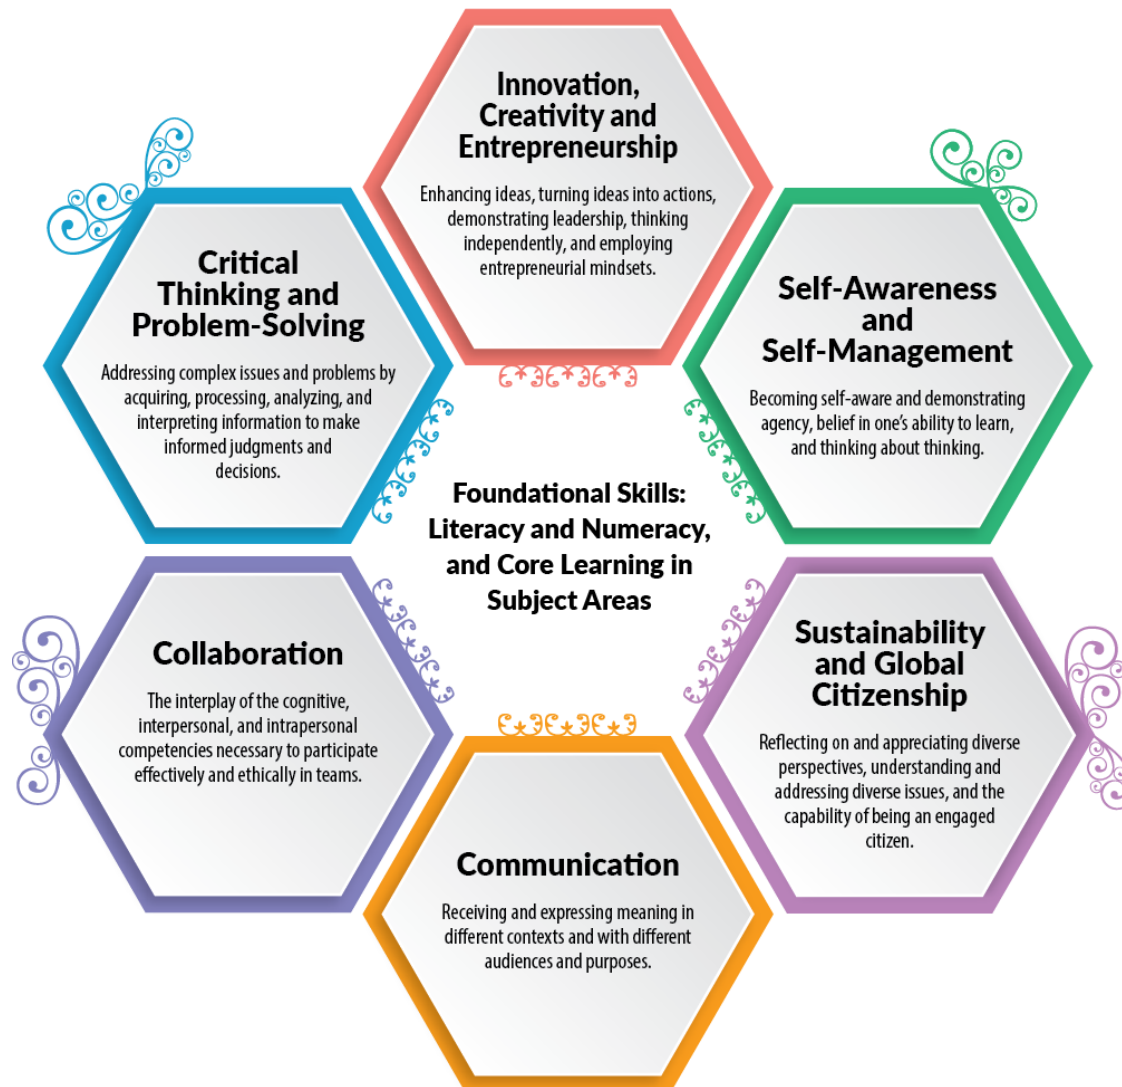 Innovation,
Creativity and
Entrepreneurship
Enhancing ideas, turning ideas into actions,
demonstrating leadership, thinking
independently, and employing
entrepreneurial mindsets.
Critical
Thinking and
Problem-Solving
Addressing complex issues and problems by
acquiring, processing, analyzing, and
interpreting information to make
informed judgments and
decisions.
Self-Awareness
and
Self-Management
Becoming self-aware and demonstrating
agency, belief in one's ability to learn,
and thinking about thinking.
Foundational Skills:
Literacy and Numeracy,
and Core Learning in
Subject Areas
Collaboration
The interplay of the cognitive,
interpersonal, and intrapersonal
competencies necessary to participate
effectively and ethically in teams.
Sustainability
and Global
Citizenship
Reflecting on and appreciating diverse
perspectives, understanding and
addressing diverse issues, and the
capability of being an engaged
citizen.
Communication
Receiving and expressing meaning in
different contexts and with different
audiences and purposes.